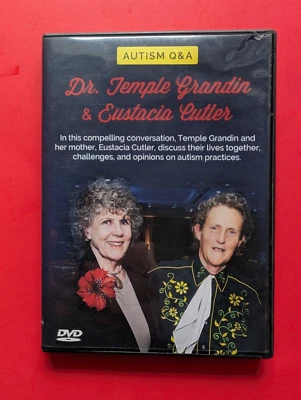 AUTISM Q&A
Dr. Temple Grandin
& Eustacia Cutler
In this compelling conversation, Temple Grandin and
her mother, Eustacia Cutler, discuss their lives together,
challenges, and opinions on autism practices.
DVD